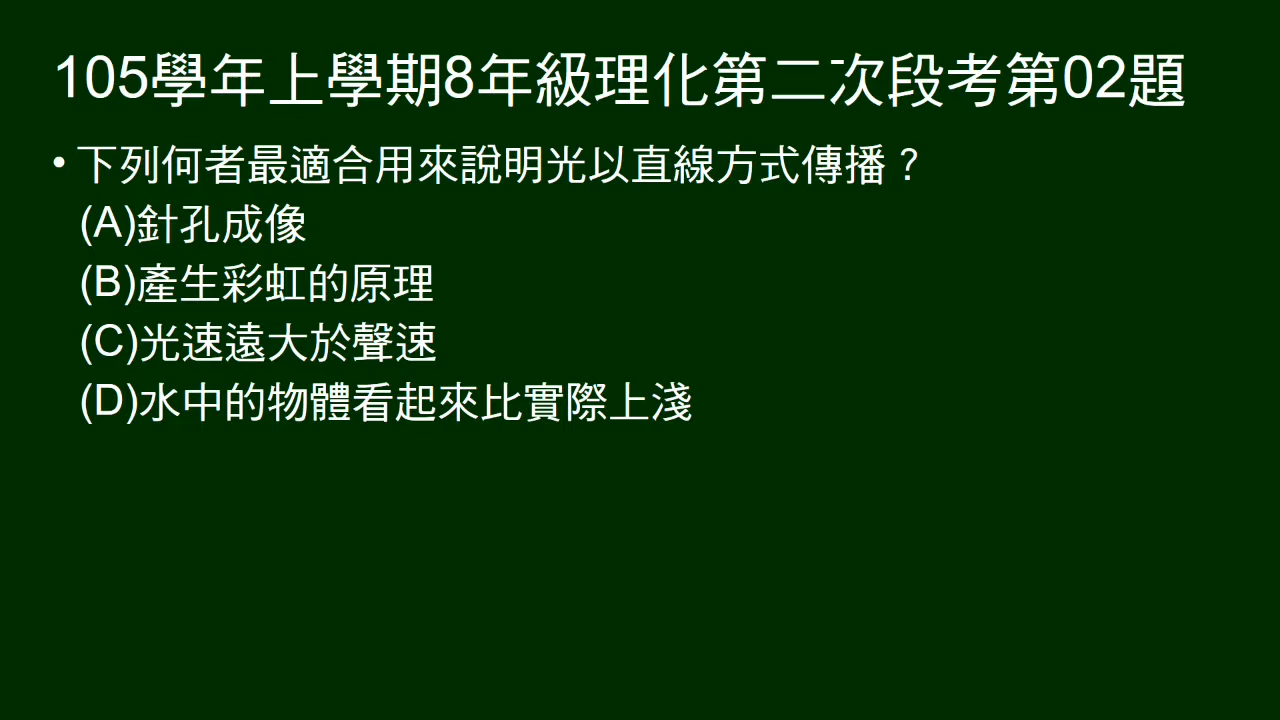 105學年上學期8年級理化第二次段考第02題
• 下列何者最適合用來說明光以直線方式傳播？
(A)針孔成像
(B)產生彩虹的原理
(C)光速遠大於聲速
(D)水中的物體看起來比實際上淺